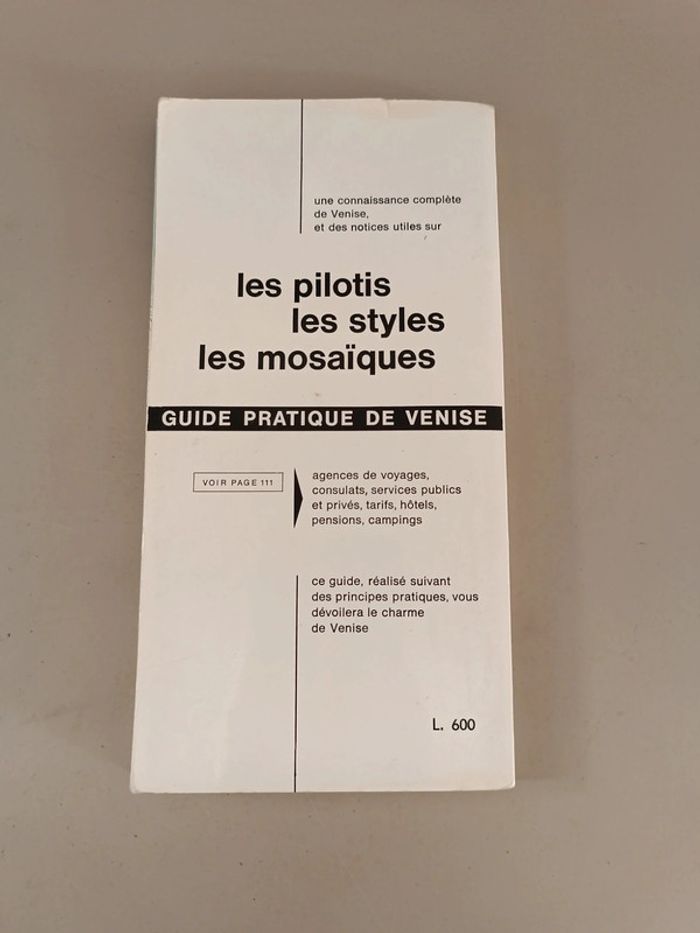 une connaissance complète
de Venise,
et des notices utiles sur
les pilotis
les styles
les mosaïques
GUIDE PRATIQUE DE VENISE
VOIR PAGE 111
agences de voyages,
consulats, services publics
et privés, tarifs, hôtels,
pensions, campings
ce guide, réalisé suivant
des principes pratiques, vous
dévoilera le charme
de Venise
L. 600